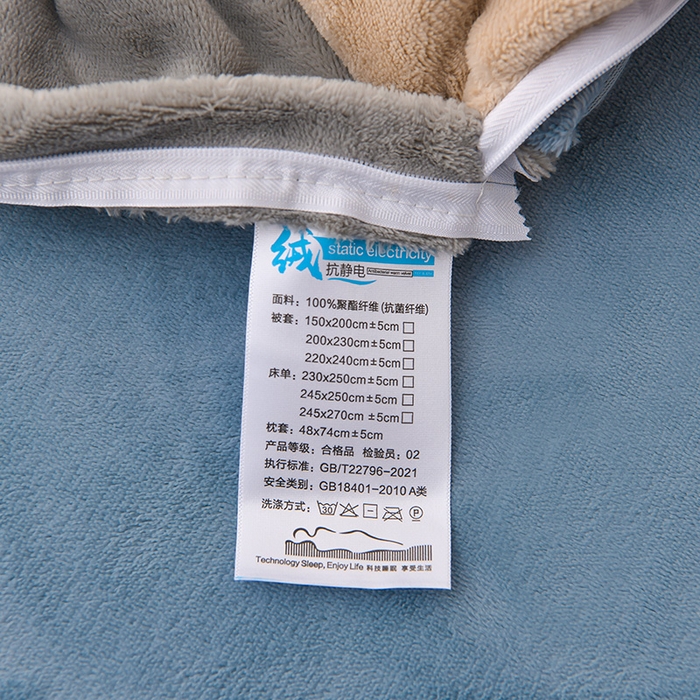 绒 static electricity
抗静电 Antibacterial warm velvet
面料：100%聚酯纤维 (抗菌纤维)
被套：150x200cm±5cm□
200x230cm±5cm□
220x240cm±5cm□
床单：230x250cm±5cm□
245x250cm±5cm□
245x270cm±5cm□
枕套：48x74cm±5cm
产品等级：合格品 检验员：02
执行标准：GB/T22796-2021
安全类别：GB18401-2010 A类
洗涤方式： 30 P
Technology Sleep, Enjoy Life 科技睡眠 享受生活